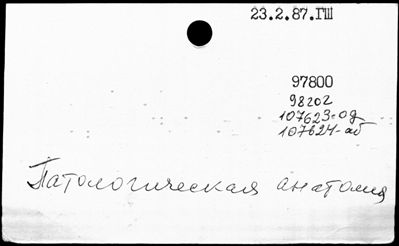 23.2.87.ГШ
97800
98202
107623-од
107624-аб
Патологическая анатомия